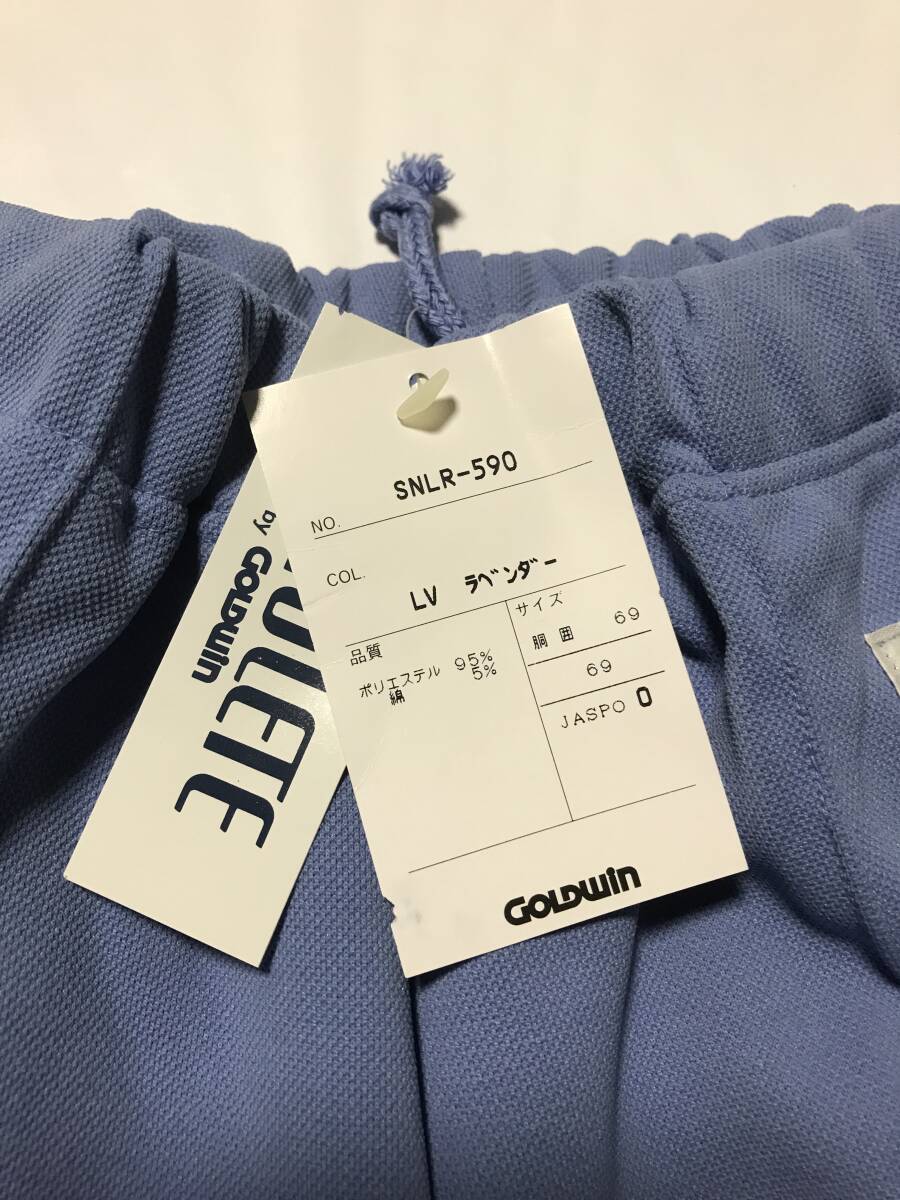 NO. SNLR-590
COL. LV ラベンダー
品質
ポリエステル 95%
綿 5%
サイズ
胴囲 69
69
JASPO O
GOLDWIN
by GOLDWIN